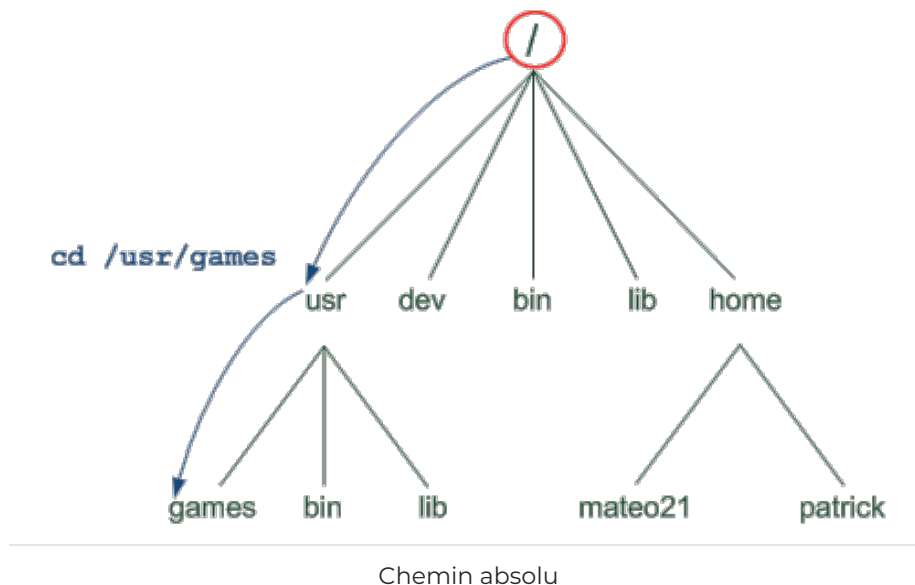 /
cd /usr/games
usr dev bin lib home
games bin lib mateo21 patrick
Chemin absolu